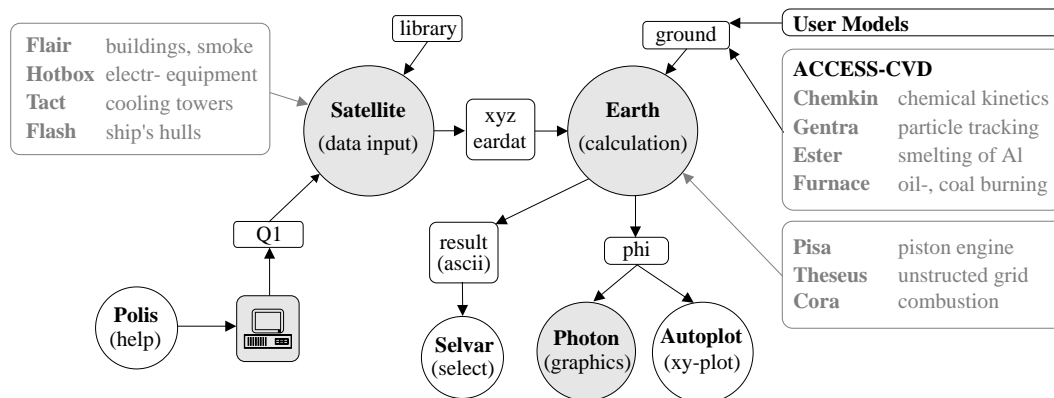 Flair buildings, smoke
Hotbox electr- equipment
Tact cooling towers
Flash ship's hulls
library
Satellite
(data input)
xyz
eardat
ground
Earth
(calculation)
User Models
ACCESS-CVD
Chemkin chemical kinetics
Gentra particle tracking
Ester smelting of Al
Furnace oil-, coal burning
Pisa piston engine
Theseus unstructed grid
Cora combustion
Q1
Polis
(help)
result
(ascii)
phi
Selvar
(select)
Photon
(graphics)
Autoplot
(xy-plot)